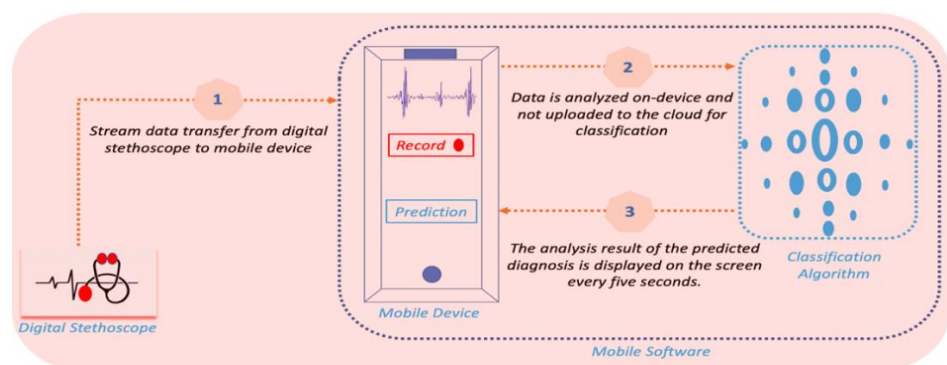 1
Stream data transfer from digital
stethoscope to mobile device
Digital Stethoscope
Record
Prediction
Mobile Device
2
Data is analyzed on-device and
not uploaded to the cloud for
classification
3
The analysis result of the predicted
diagnosis is displayed on the screen
every five seconds.
Classification
Algorithm
Mobile Software